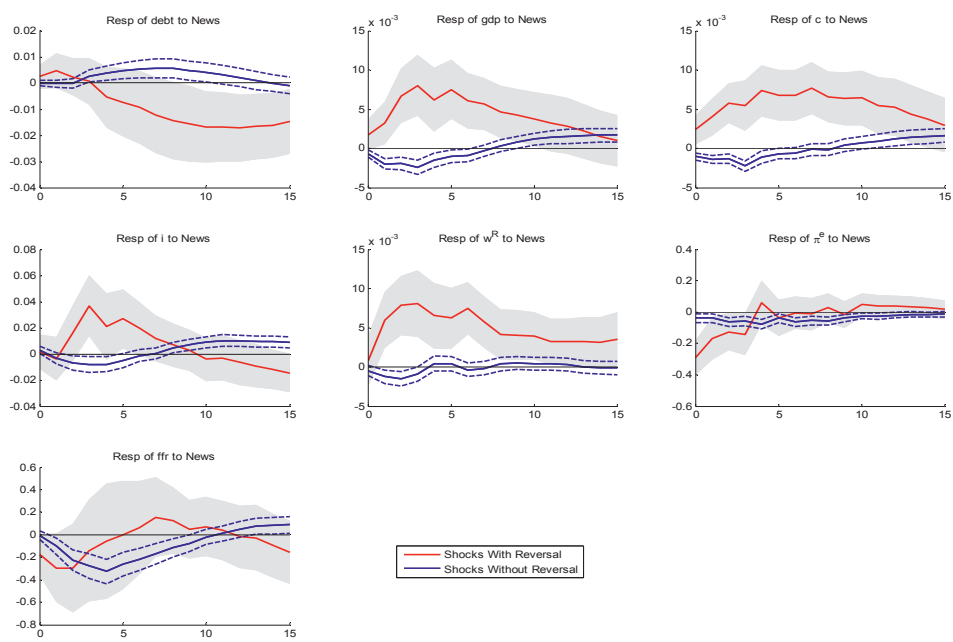 Resp of debt to News
0.02
0.01
0
-0.01
-0.02
-0.03
-0.04
0 5 10 15
Resp of gdp to News
15 x 10^-3
10
5
0
-5
0 5 10 15
Resp of c to News
15 x 10^-3
10
5
0
-5
0 5 10 15
Resp of i to News
0.08
0.06
0.04
0.02
0
-0.02
-0.04
0 5 10 15
Resp of w^R to News
15 x 10^-3
10
5
0
-5
0 5 10 15
Resp of π^e to News
0.4
0.2
0
-0.2
-0.4
-0.6
0 5 10 15
Resp of ffr to News
0.6
0.4
0.2
0
-0.2
-0.4
-0.6
-0.8
0 5 10 15
Shocks With Reversal
Shocks Without Reversal